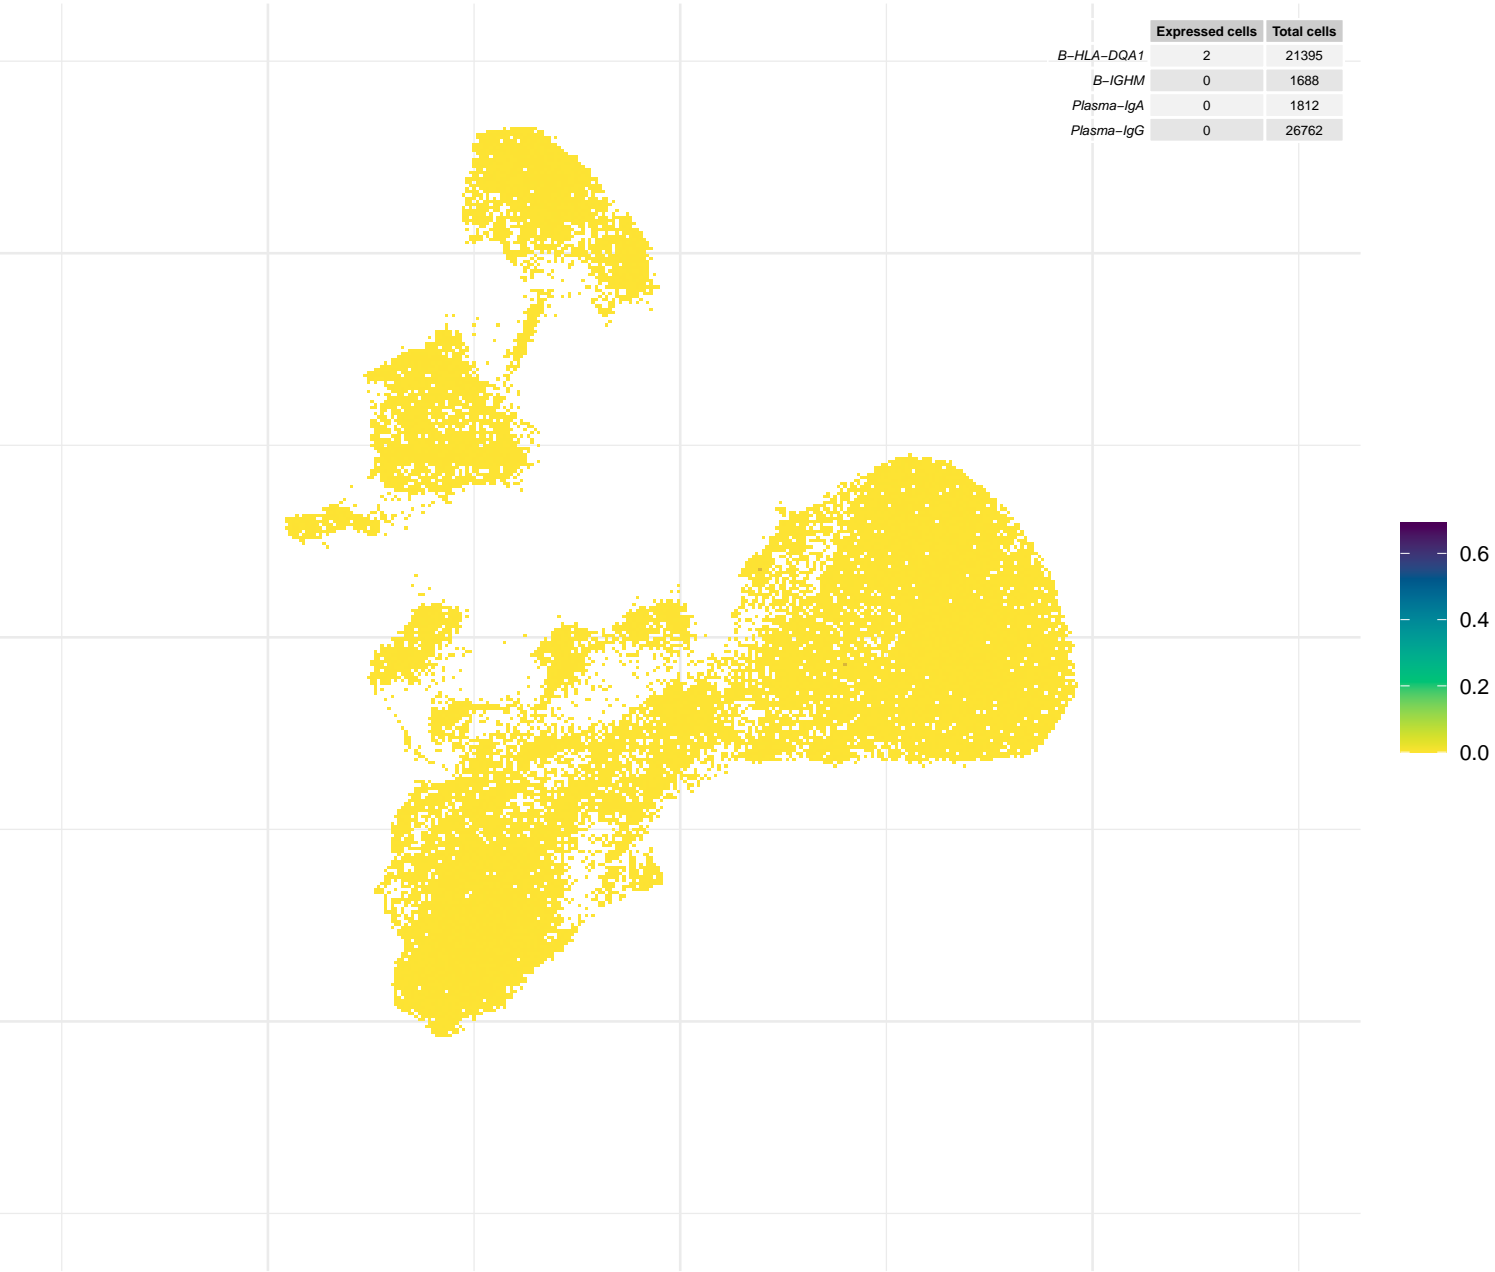 Expressed cells Total cells
B−HLA−DQA1 2 21395
B−IGHM 0 1688
Plasma−IgA 0 1812
Plasma−IgG 0 26762
0.6
0.4
0.2
0.0